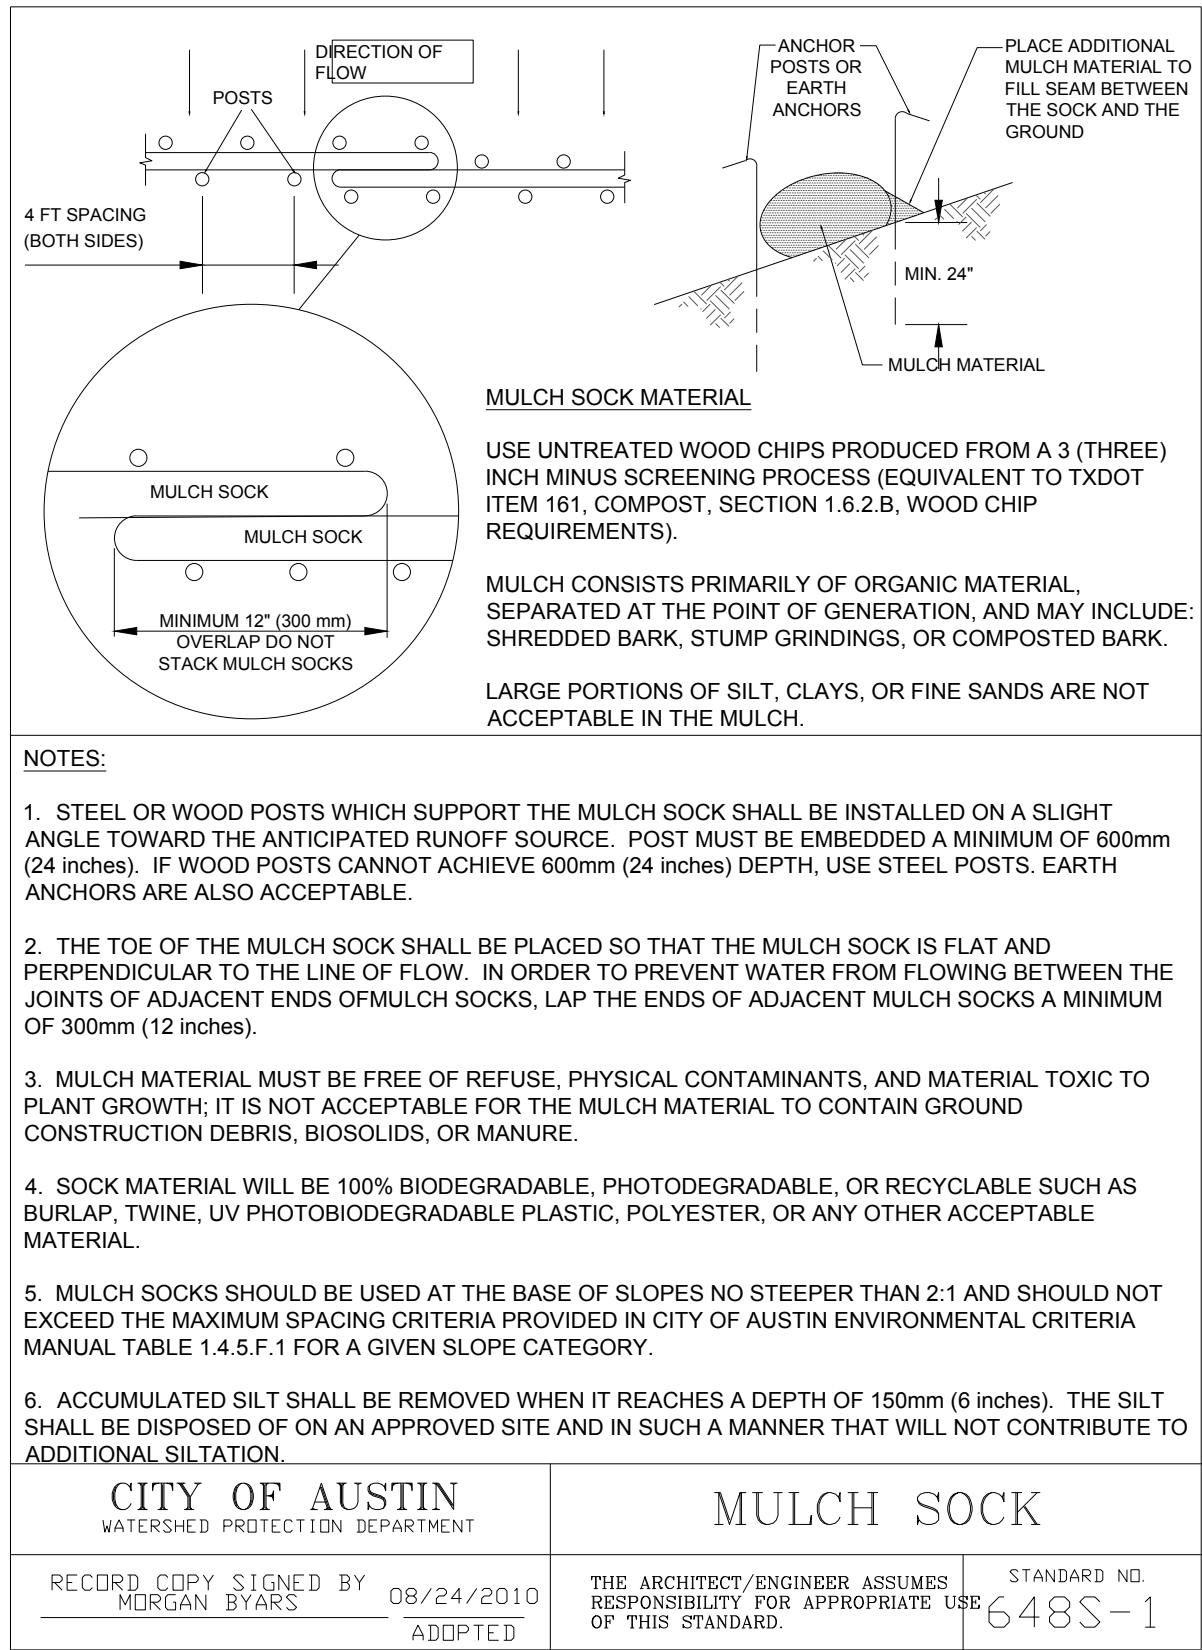 DIRECTION OF
FLOW
POSTS
4 FT SPACING
(BOTH SIDES)
ANCHOR
POSTS OR
EARTH
ANCHORS
PLACE ADDITIONAL
MULCH MATERIAL TO
FILL SEAM BETWEEN
THE SOCK AND THE
GROUND
MIN. 24"
MULCH MATERIAL
MULCH SOCK
MULCH SOCK
MINIMUM 12" (300 mm)
OVERLAP DO NOT
STACK MULCH SOCKS
MULCH SOCK MATERIAL
USE UNTREATED WOOD CHIPS PRODUCED FROM A 3 (THREE)
INCH MINUS SCREENING PROCESS (EQUIVALENT TO TXDOT
ITEM 161, COMPOST, SECTION 1.6.2.B, WOOD CHIP
REQUIREMENTS).
MULCH CONSISTS PRIMARILY OF ORGANIC MATERIAL,
SEPARATED AT THE POINT OF GENERATION, AND MAY INCLUDE:
SHREDDED BARK, STUMP GRINDINGS, OR COMPOSTED BARK.
LARGE PORTIONS OF SILT, CLAYS, OR FINE SANDS ARE NOT
ACCEPTABLE IN THE MULCH.
NOTES:
1. STEEL OR WOOD POSTS WHICH SUPPORT THE MULCH SOCK SHALL BE INSTALLED ON A SLIGHT
ANGLE TOWARD THE ANTICIPATED RUNOFF SOURCE. POST MUST BE EMBEDDED A MINIMUM OF 600mm
(24 inches). IF WOOD POSTS CANNOT ACHIEVE 600mm (24 inches) DEPTH, USE STEEL POSTS. EARTH
ANCHORS ARE ALSO ACCEPTABLE.
2. THE TOE OF THE MULCH SOCK SHALL BE PLACED SO THAT THE MULCH SOCK IS FLAT AND
PERPENDICULAR TO THE LINE OF FLOW. IN ORDER TO PREVENT WATER FROM FLOWING BETWEEN THE
JOINTS OF ADJACENT ENDS OFMULCH SOCKS, LAP THE ENDS OF ADJACENT MULCH SOCKS A MINIMUM
OF 300mm (12 inches).
3. MULCH MATERIAL MUST BE FREE OF REFUSE, PHYSICAL CONTAMINANTS, AND MATERIAL TOXIC TO
PLANT GROWTH; IT IS NOT ACCEPTABLE FOR THE MULCH MATERIAL TO CONTAIN GROUND
CONSTRUCTION DEBRIS, BIOSOLIDS, OR MANURE.
4. SOCK MATERIAL WILL BE 100% BIODEGRADABLE, PHOTODEGRADABLE, OR RECYCLABLE SUCH AS
BURLAP, TWINE, UV PHOTOBIODEGRADABLE PLASTIC, POLYESTER, OR ANY OTHER ACCEPTABLE
MATERIAL.
5. MULCH SOCKS SHOULD BE USED AT THE BASE OF SLOPES NO STEEPER THAN 2:1 AND SHOULD NOT
EXCEED THE MAXIMUM SPACING CRITERIA PROVIDED IN CITY OF AUSTIN ENVIRONMENTAL CRITERIA
MANUAL TABLE 1.4.5.F.1 FOR A GIVEN SLOPE CATEGORY.
6. ACCUMULATED SILT SHALL BE REMOVED WHEN IT REACHES A DEPTH OF 150mm (6 inches). THE SILT
SHALL BE DISPOSED OF ON AN APPROVED SITE AND IN SUCH A MANNER THAT WILL NOT CONTRIBUTE TO
ADDITIONAL SILTATION.
CITY OF AUSTIN
WATERSHED PROTECTION DEPARTMENT
MULCH SOCK
RECORD COPY SIGNED BY
MORGAN BYARS
08/24/2010
ADOPTED
THE ARCHITECT/ENGINEER ASSUMES
RESPONSIBILITY FOR APPROPRIATE USE
OF THIS STANDARD.
STANDARD NO.
648S-1